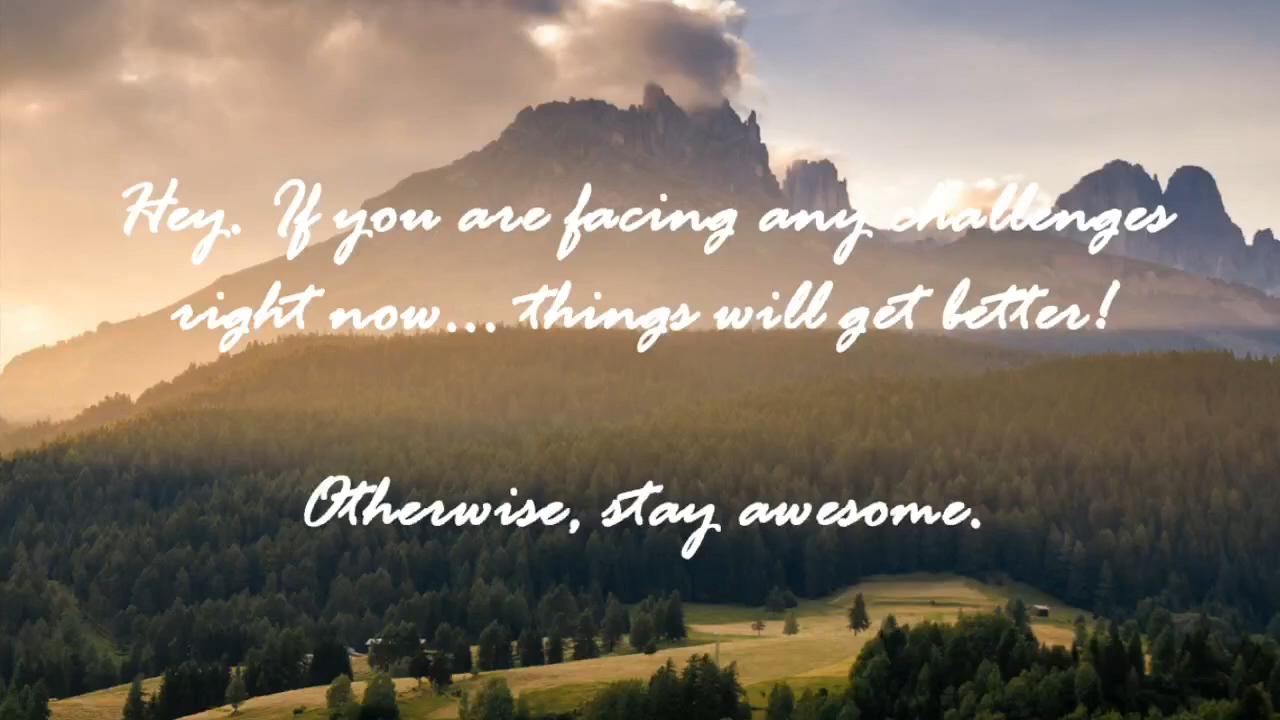 Hey. If you are facing any challenges
right now... things will get better!
Otherwise, stay awesome.